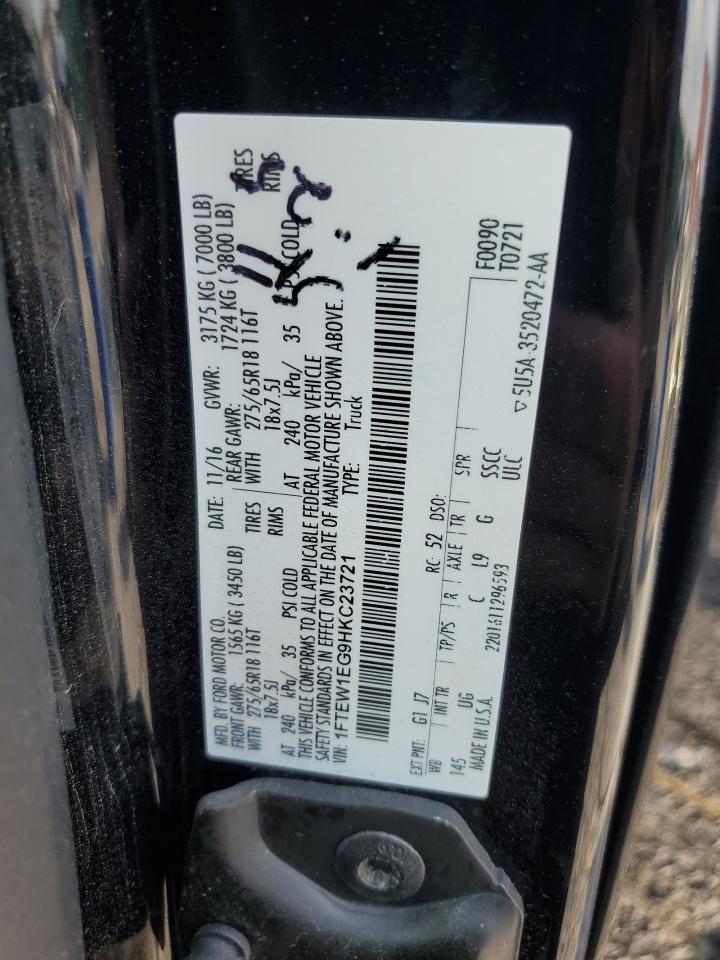 MFD. BY FORD MOTOR CO.
DATE: 11/16 GVWR: 3175 KG ( 7000 LB)
FRONT GAWR: 1565 KG ( 3450 LB)
REAR GAWR: 1724 KG ( 3800 LB)
WITH 275/65R18 116T TIRES
WITH 275/65R18 116T TIRES
18x7.5J RIMS
18x7.5J RIMS
AT 240 kPa/ 35 PSI COLD
AT 240 kPa/ 35 PSI COLD
THIS VEHICLE CONFORMS TO ALL APPLICABLE FEDERAL MOTOR VEHICLE
SAFETY STANDARDS IN EFFECT ON THE DATE OF MANUFACTURE SHOWN ABOVE.
VIN: 1FTEW1EG9HKC23721 TYPE: Truck
EXT PNT: G1 J7 RC: 52 DSO: F0090
WB INT TR TP/PS R AXLE TR SPR T0721
145 UG C L9 G SSCC
MADE IN U.S.A. 2201611296593 ULC
5U5A-3520472-AA